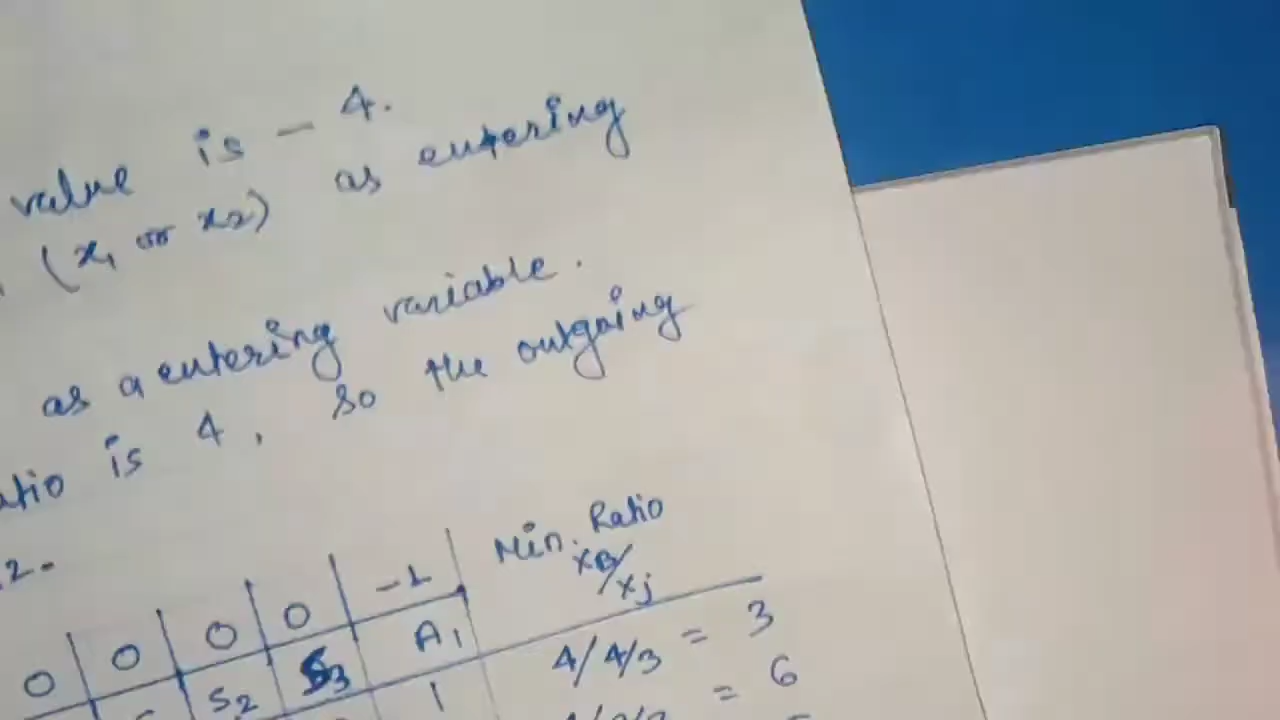 value is - 4.
(x₁ or x₂) as entering
as a entering variable.
ratio is 4, so the outgoing
2.
Min. Ratio
XB/Xj
0 0 0 0 -1
S₂ S₃ A₁
1 4/4/3 = 3
= 6